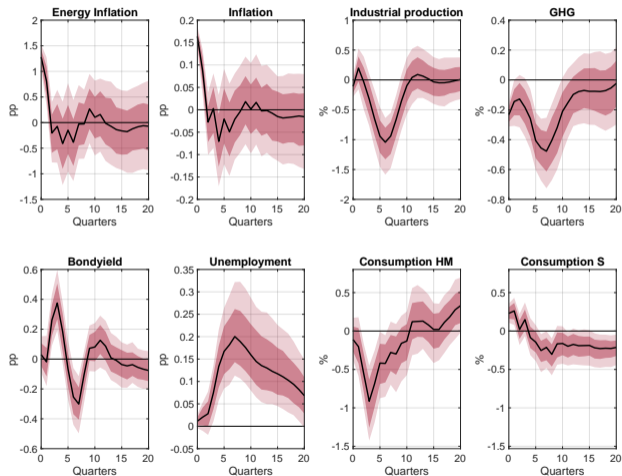 Energy Inflation
Inflation
Industrial production
GHG
2
1.5
1
0.5
0
-0.5
-1
-1.5
pp
0 5 10 15 20
Quarters
0.2
0.15
0.1
0.05
0
-0.05
-0.1
-0.15
-0.2
pp
0 5 10 15 20
Quarters
1
0.5
0
-0.5
-1
-1.5
-2
%
0 5 10 15 20
Quarters
0.4
0.2
0
-0.2
-0.4
-0.6
-0.8
%
0 5 10 15 20
Quarters
Bondyield
Unemployment
Consumption HM
Consumption S
0.6
0.4
0.2
0
-0.2
-0.4
-0.6
pp
0 5 10 15 20
Quarters
0.35
0.3
0.25
0.2
0.15
0.1
0.05
0
-0.05
pp
0 5 10 15 20
Quarters
0.5
0
-0.5
-1
-1.5
%
0 5 10 15 20
Quarters
0.5
0
-0.5
-1
-1.5
%
0 5 10 15 20
Quarters